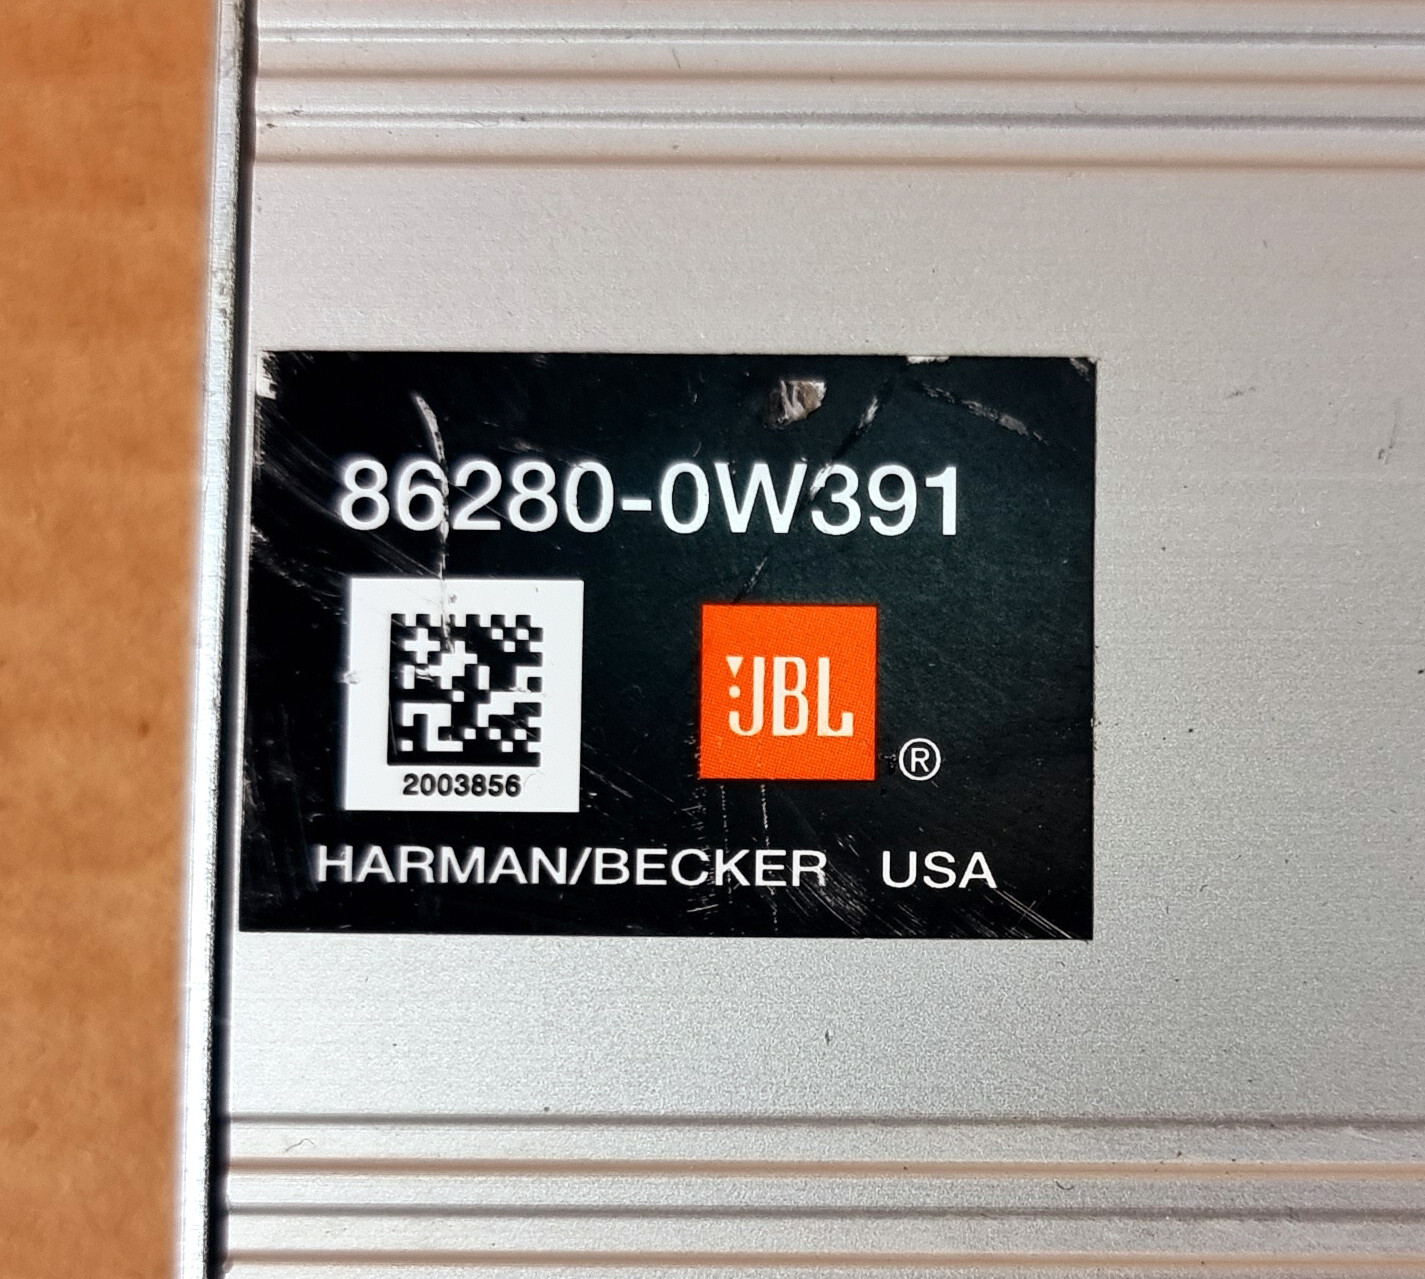 86280-0W391
2003856
JBL
®
HARMAN/BECKER USA